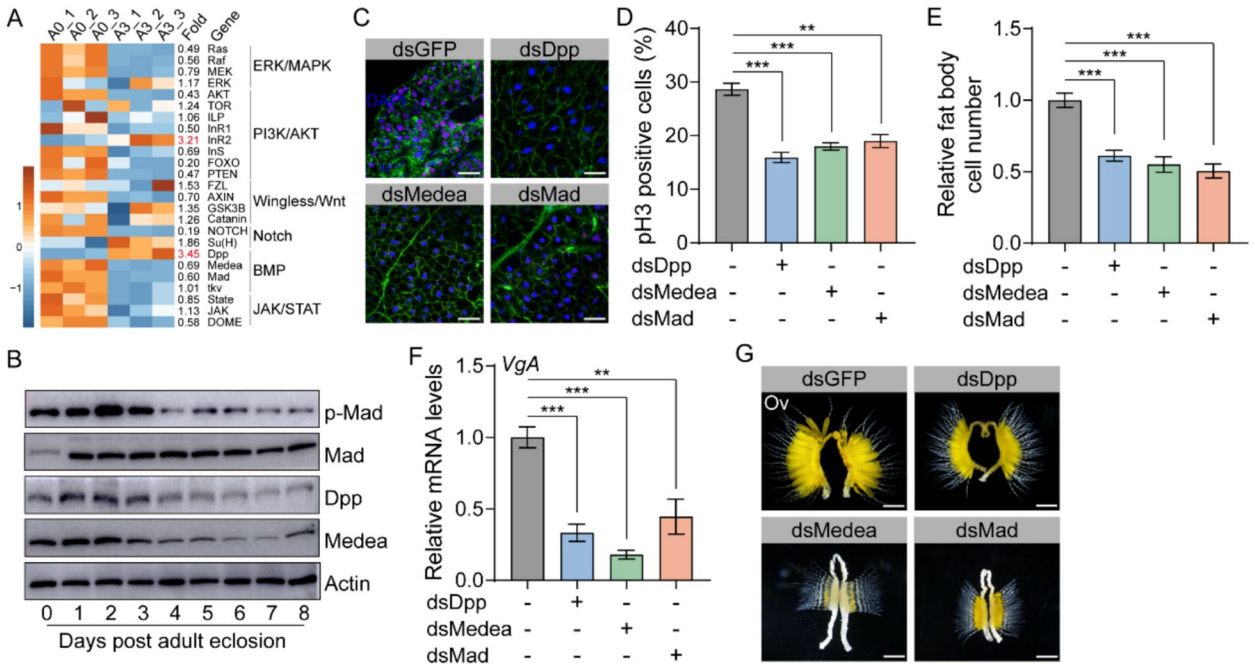 A
A0_1
A0_2
A0_3
A3_1
A3_2
A3_3
Fold
Gene
0.49 Ras
0.56 Raf
0.79 MEK
1.17 ERK
ERK/MAPK
0.43 AKT
1.24 TOR
1.06 ILP
0.50 InR1
3.21 InR2
0.69 InS
0.20 FOXO
0.47 PTEN
PI3K/AKT
1.53 FZL
0.70 AXIN
1.35 GSK3B
1.26 Catanin
Wingless/Wnt
0.19 NOTCH
1.86 Su(H)
Notch
3.45 Dpp
0.69 Medea
0.60 Mad
1.01 tkv
BMP
0.85 State
1.13 JAK
0.58 DOME
JAK/STAT
1
0
−1
B
p-Mad
Mad
Dpp
Medea
Actin
0 1 2 3 4 5 6 7 8
Days post adult eclosion
C
dsGFP
dsDpp
dsMedea
dsMad
D
pH3 positive cells (%)
40
30
20
10
0
**
***
***
dsDpp - + - -
dsMedea - - + -
dsMad - - - +
E
Relative fat body
cell number
1.5
1.0
0.5
0.0
***
***
***
dsDpp - + - -
dsMedea - - + -
dsMad - - - +
F
VgA
Relative mRNA levels
1.5
1.0
0.5
0.0
**
***
***
dsDpp - + - -
dsMedea - - + -
dsMad - - - +
G
dsGFP
Ov
dsDpp
dsMedea
dsMad